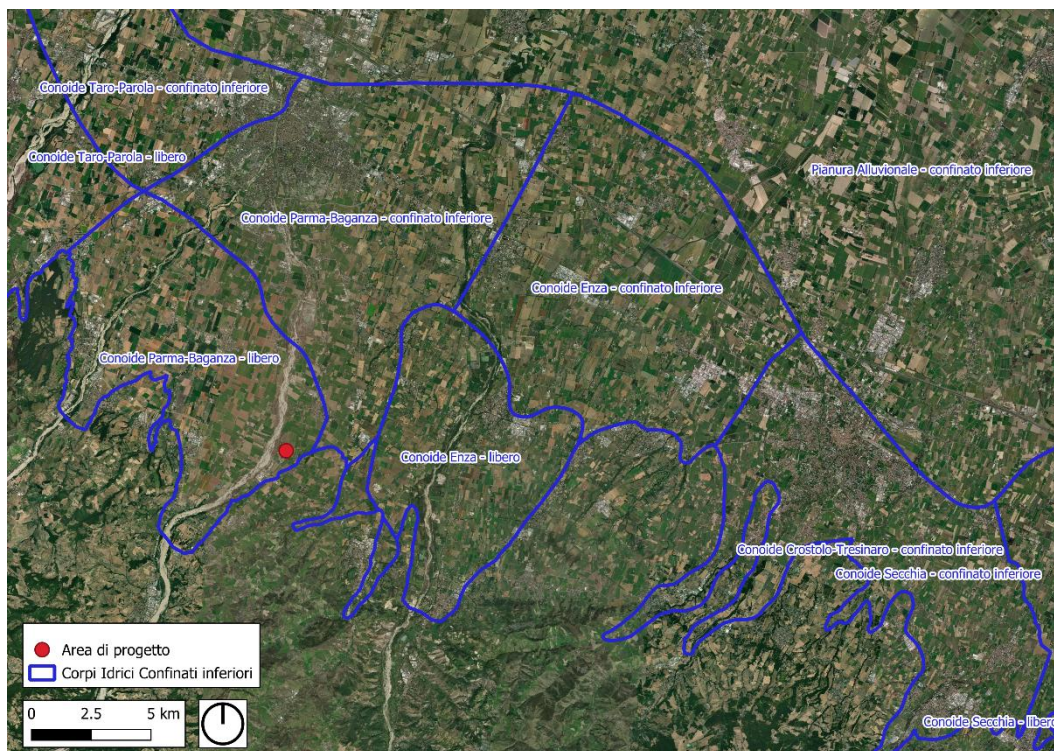 Conoide Taro-Parola - confinato inferiore
Conoide Taro-Parola - libero
Pianura Alluvionale - confinato inferiore
Conoide Parma-Baganza - confinato inferiore
Conoide Enza - confinato inferiore
Conoide Parma-Baganza - libero
Conoide Enza - libero
Conoide Crostolo-Tresinaro - confinato inferiore
Conoide Secchia - confinato inferiore
Area di progetto
Corpi Idrici Confinati inferiori
0 2.5 5 km
Conoide Secchia - libero